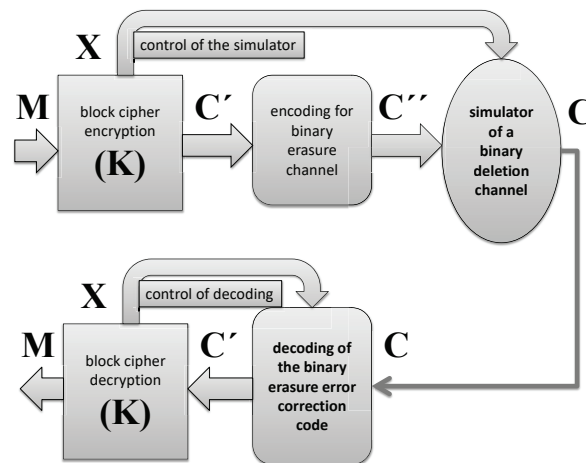 X
control of the simulator
M
block cipher
encryption
(K)
C´
encoding for
binary
erasure
channel
C´´
simulator
of a
binary
deletion
channel
C
X
control of decoding
M
block cipher
decryption
(K)
C´
decoding of
the binary
erasure error
correction
code
C